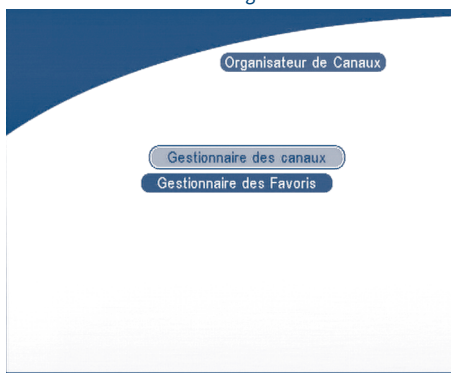 Organisateur de Canaux
Gestionnaire des canaux
Gestionnaire des Favoris